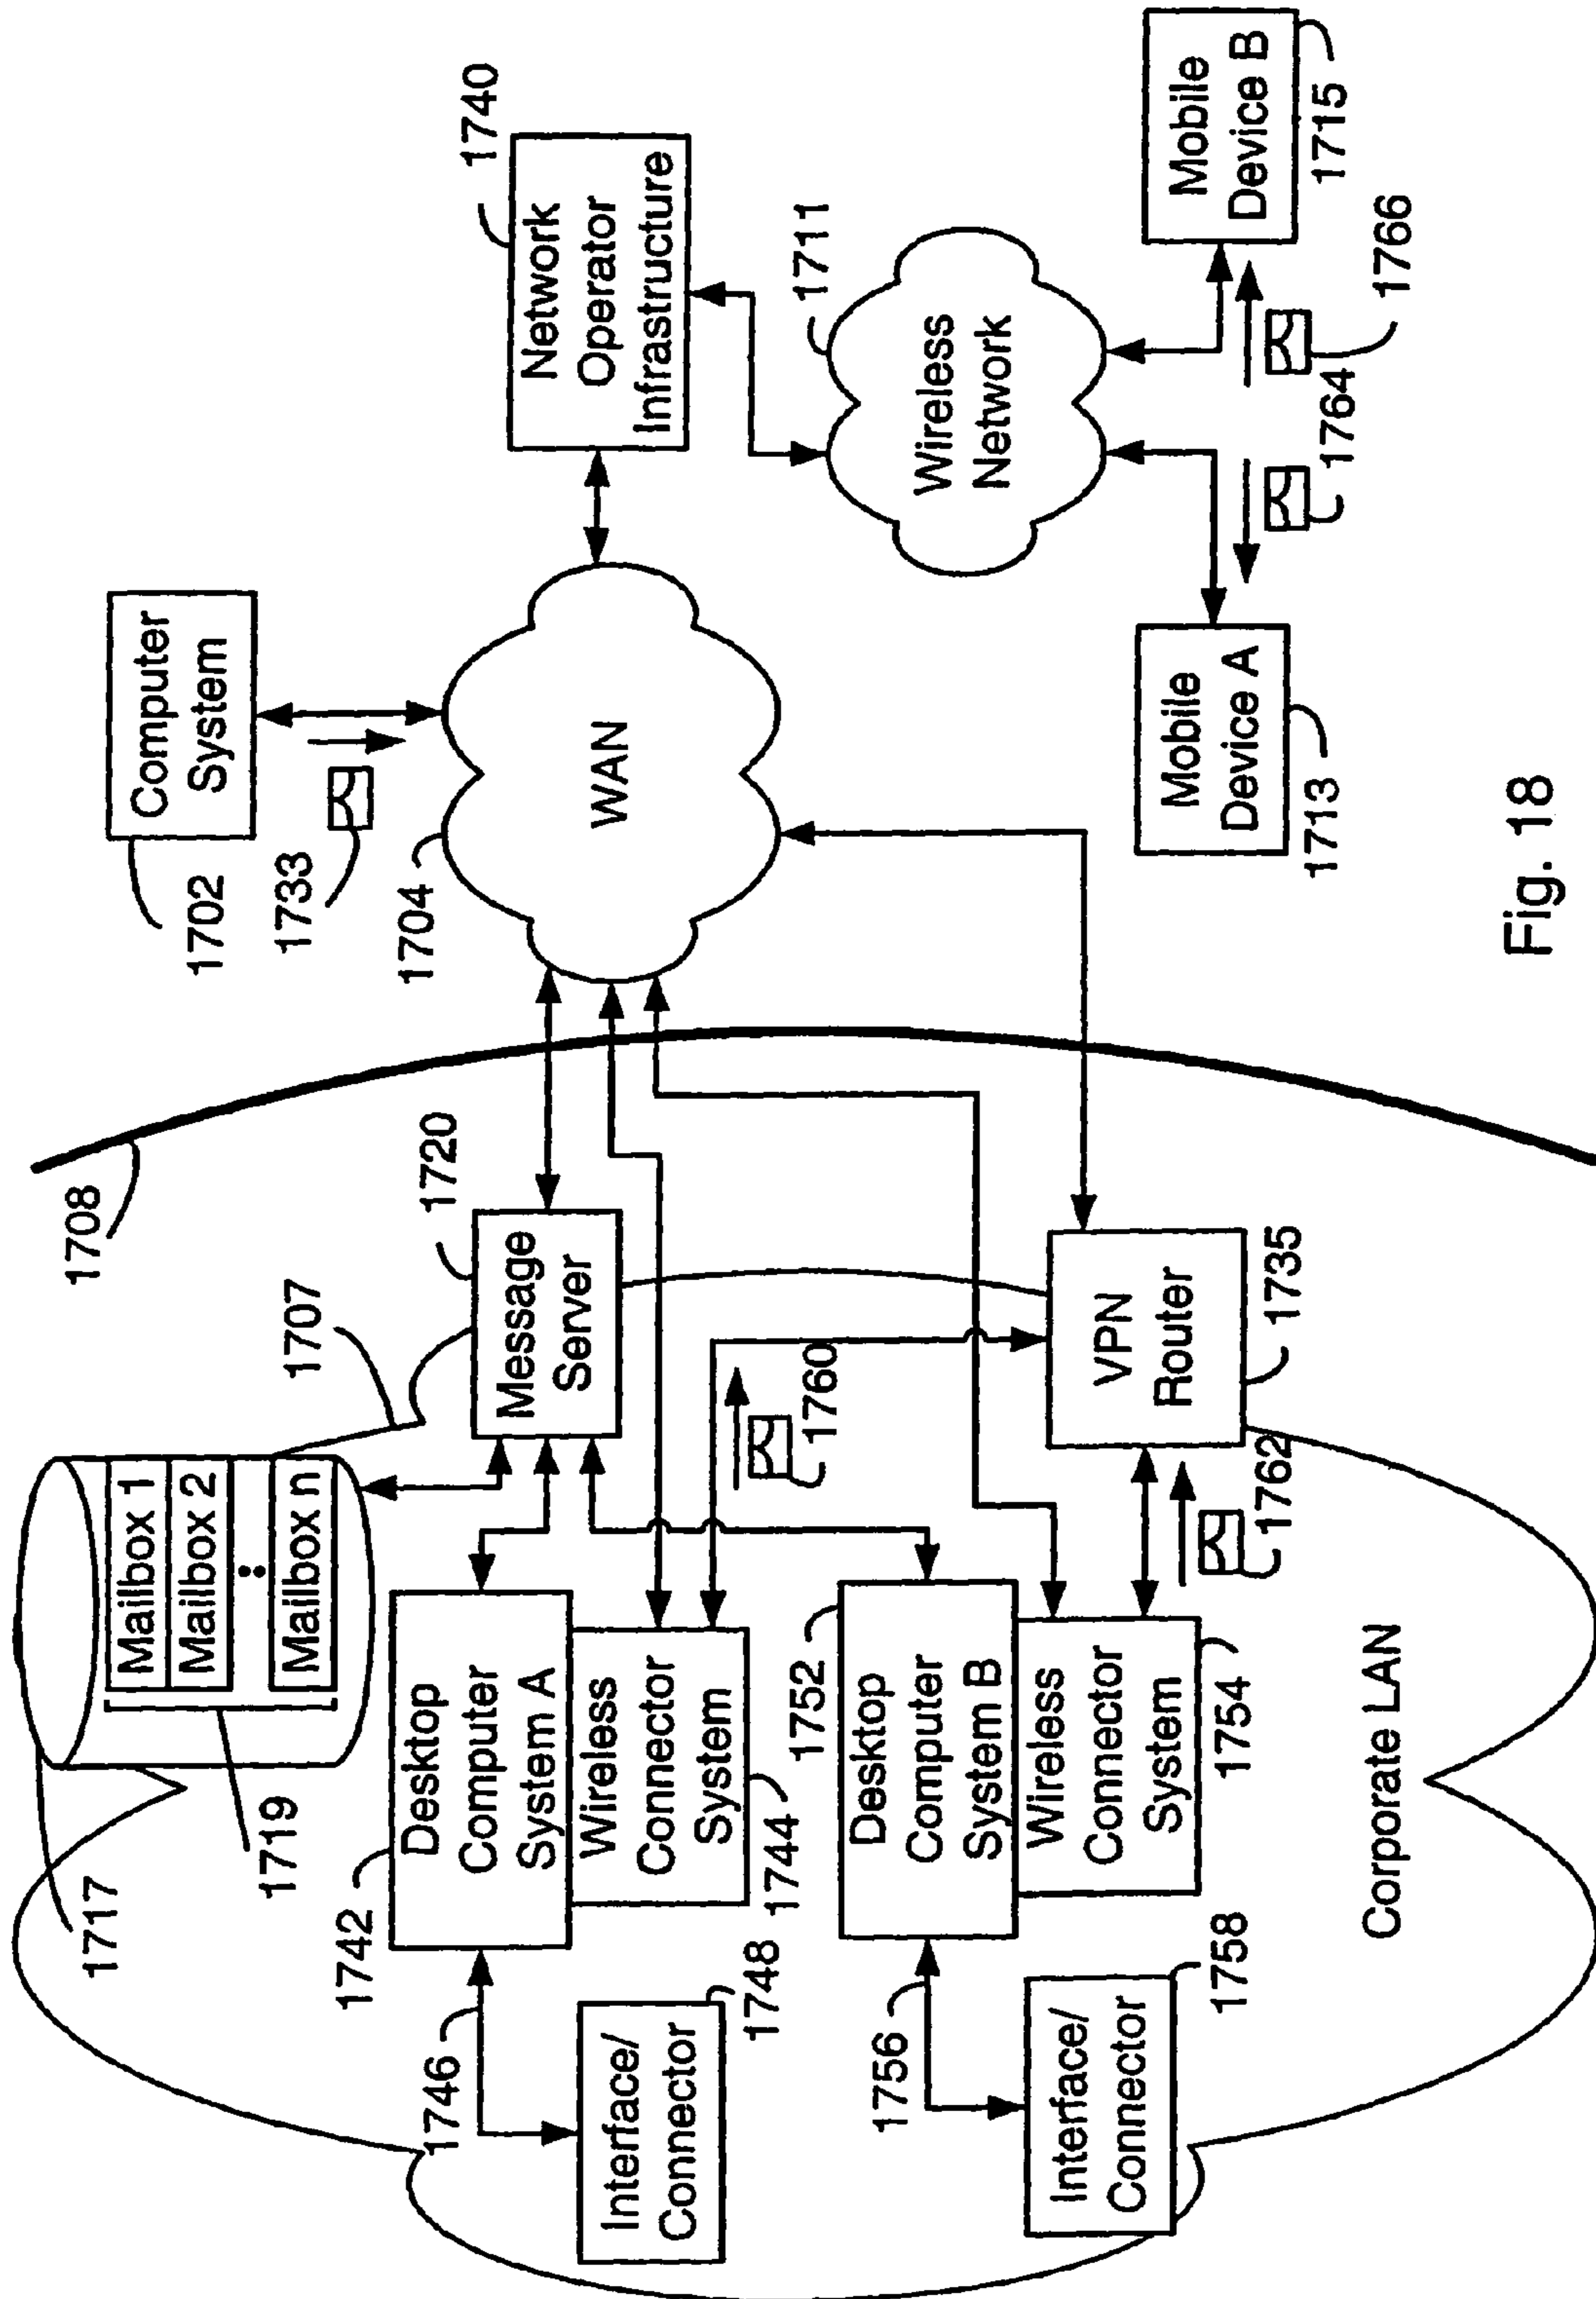 1717
1719
Mailbox 1
Mailbox 2
:
Mailbox n
1707
1708
1702
Computer
System
1733
1704
WAN
1740
Network
Operator
Infrastructure
1720
Message
Server
1742
Desktop
Computer
System A
Wireless
Connector
System
1744
1746
Interface/
Connector
1748
1760
1752
Desktop
Computer
System B
Wireless
Connector
System
1754
1756
Interface/
Connector
1758
1762
VPN
Router
1735
1711
Wireless
Network
Mobile
Device A
1713
1764
1766
Mobile
Device B
1715
Corporate LAN
Fig. 18